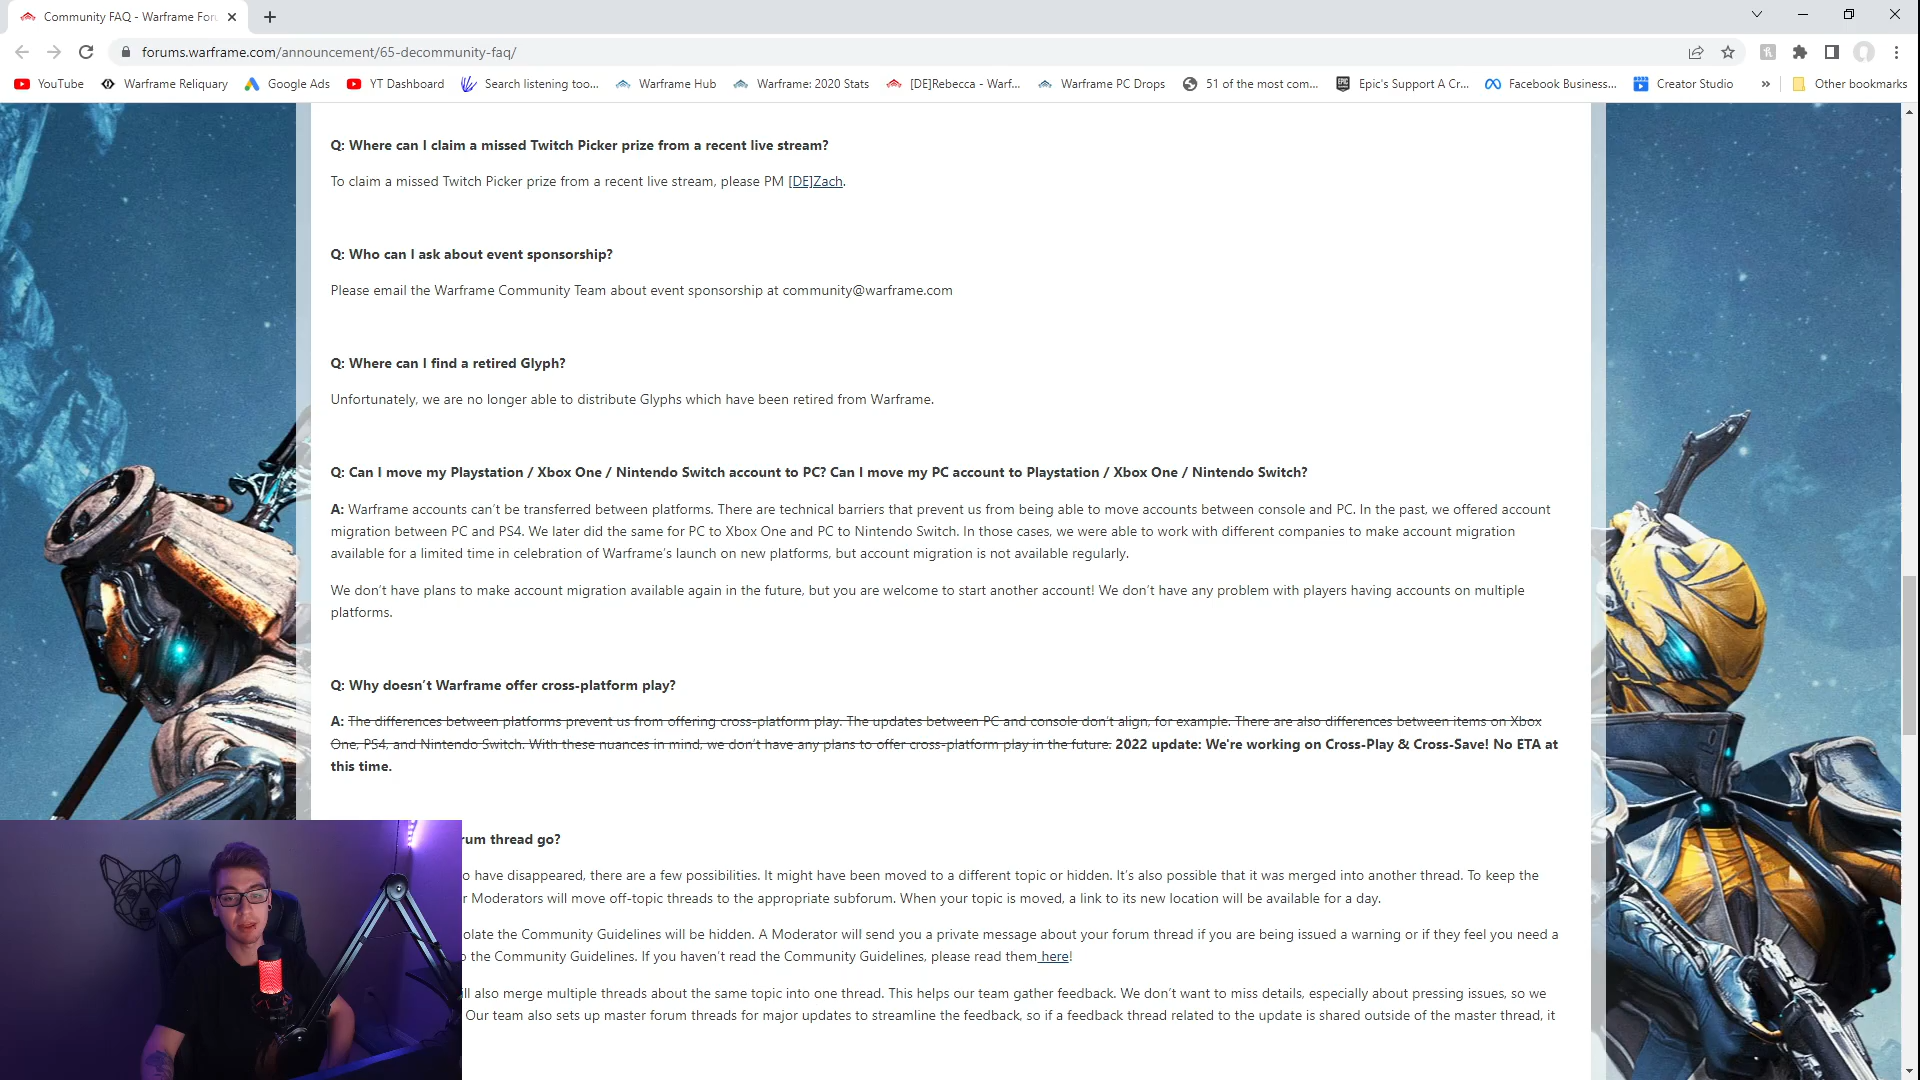 Community FAQ - Warframe Foru
forums.warframe.com/announcement/65-decommunity-faq/
YouTube
Warframe Reliquary
Google Ads
YT Dashboard
Search listening too...
Warframe Hub
Warframe: 2020 Stats
[DE]Rebecca - Warf...
Warframe PC Drops
51 of the most com...
Epic's Support A Cr...
Facebook Business...
Creator Studio
»
Other bookmarks
Q: Where can I claim a missed Twitch Picker prize from a recent live stream?
To claim a missed Twitch Picker prize from a recent live stream, please PM [DE]Zach.
Q: Who can I ask about event sponsorship?
Please email the Warframe Community Team about event sponsorship at community@warframe.com
Q: Where can I find a retired Glyph?
Unfortunately, we are no longer able to distribute Glyphs which have been retired from Warframe.
Q: Can I move my Playstation / Xbox One / Nintendo Switch account to PC? Can I move my PC account to Playstation / Xbox One / Nintendo Switch?
A: Warframe accounts can't be transferred between platforms. There are technical barriers that prevent us from being able to move accounts between console and PC. In the past, we offered account
migration between PC and PS4. We later did the same for PC to Xbox One and PC to Nintendo Switch. In those cases, we were able to work with different companies to make account migration
available for a limited time in celebration of Warframe's launch on new platforms, but account migration is not available regularly.
We don't have plans to make account migration available again in the future, but you are welcome to start another account! We don't have any problem with players having accounts on multiple
platforms.
Q: Why doesn't Warframe offer cross-platform play?
A: The differences between platforms prevent us from offering cross-platform play. The updates between PC and console don't align, for example. There are also differences between items on Xbox
One, PS4, and Nintendo Switch. With these nuances in mind, we don't have any plans to offer cross-platform play in the future. 2022 update: We're working on Cross-Play & Cross-Save! No ETA at
this time.
rum thread go?
o have disappeared, there are a few possibilities. It might have been moved to a different topic or hidden. It's also possible that it was merged into another thread. To keep the
r Moderators will move off-topic threads to the appropriate subforum. When your topic is moved, a link to its new location will be available for a day.
olate the Community Guidelines will be hidden. A Moderator will send you a private message about your forum thread if you are being issued a warning or if they feel you need a
o the Community Guidelines. If you haven't read the Community Guidelines, please read them here!
ll also merge multiple threads about the same topic into one thread. This helps our team gather feedback. We don't want to miss details, especially about pressing issues, so we
Our team also sets up master forum threads for major updates to streamline the feedback, so if a feedback thread related to the update is shared outside of the master thread, it